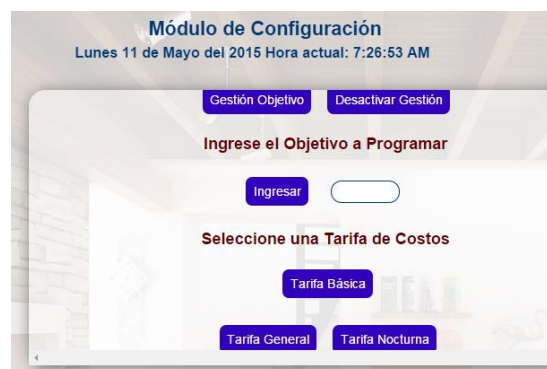 Módulo de Configuración
Lunes 11 de Mayo del 2015 Hora actual: 7:26:53 AM
Gestión Objetivo Desactivar Gestión
Ingrese el Objetivo a Programar
Ingresar
Seleccione una Tarifa de Costos
Tarifa Básica
Tarifa General Tarifa Nocturna